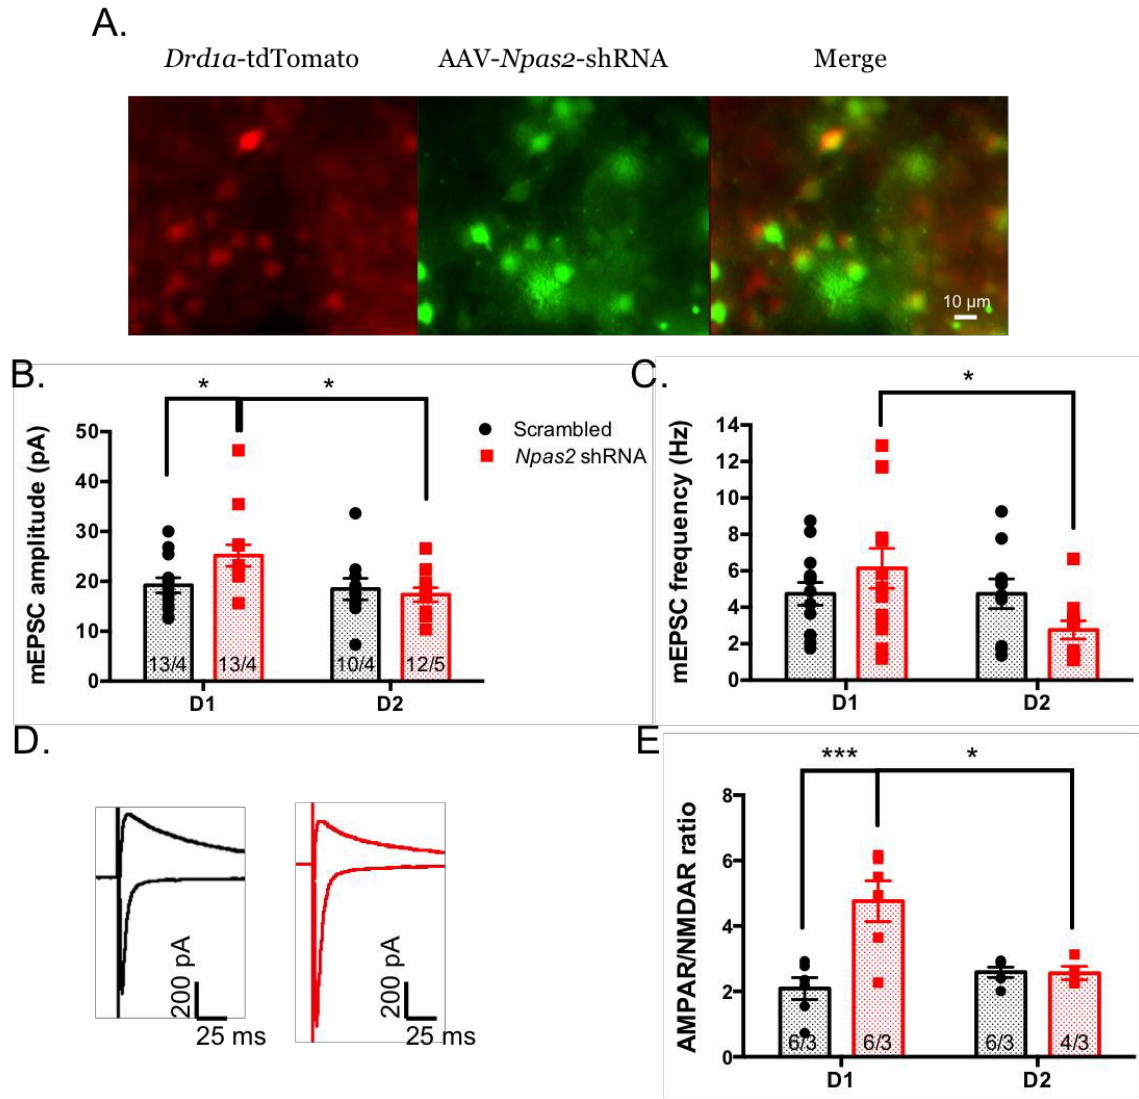 A.
Drd1a-tdTomato AAV-Npas2-shRNA Merge
10 µm
B.
* *
mEPSC amplitude (pA)
50
40
30
20
10
0
13/4 13/4 10/4 12/5
D1 D2
Scrambled
Npas2 shRNA
C.
*
mEPSC frequency (Hz)
14
12
10
8
6
4
2
0
D1 D2
D.
200 pA
25 ms
200 pA
25 ms
E
*** *
AMPAR/NMDAR ratio
8
6
4
2
0
6/3 6/3 6/3 4/3
D1 D2